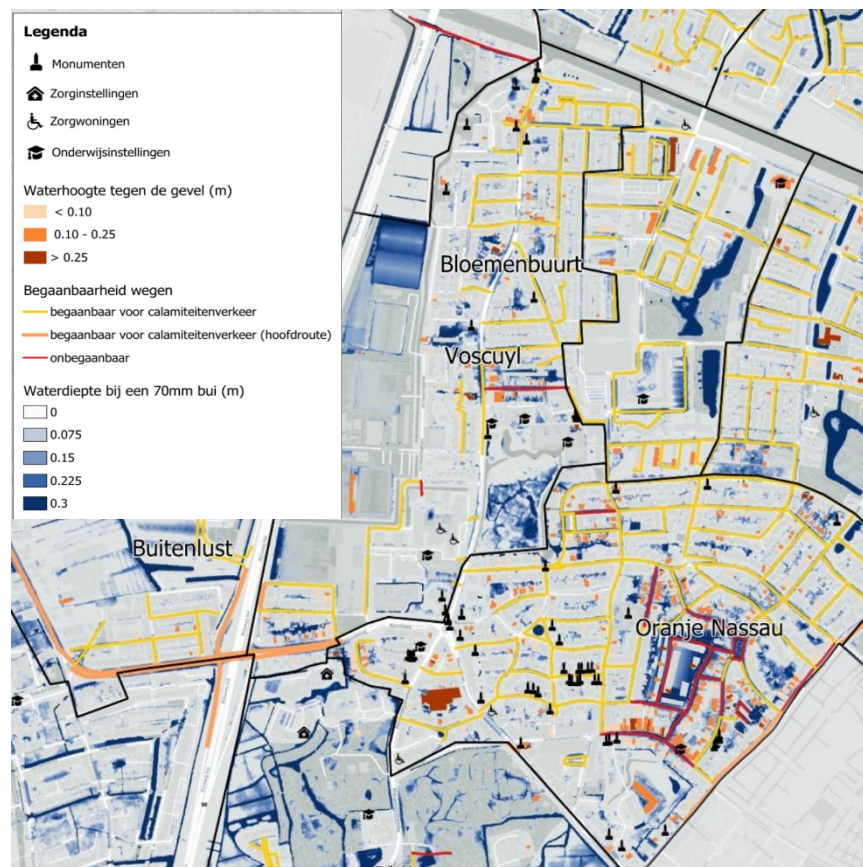 Legenda
Monumenten
Zorginstellingen
Zorgwoningen
Onderwijsinstellingen
Waterhoogte tegen de gevel (m)
< 0.10
0.10 - 0.25
> 0.25
Begaanbaarheid wegen
begaanbaar voor calamiteitenverkeer
begaanbaar voor calamiteitenverkeer (hoofdroute)
onbegaanbaar
Waterdiepte bij een 70mm bui (m)
0
0.075
0.15
0.225
0.3
Bloemenbuurt
Voscuyl
Buitenlust
Oranje Nassau